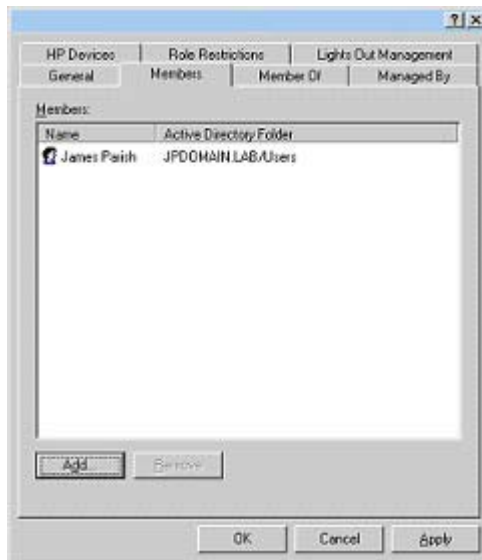 HP Devices Role Restrictions Lights Out Management
General Members Member Of Managed By
Members:
Name Active Directory Folder
James Parish JPDOMAIN.LAB/Users
Add... Remove
OK Cancel Apply